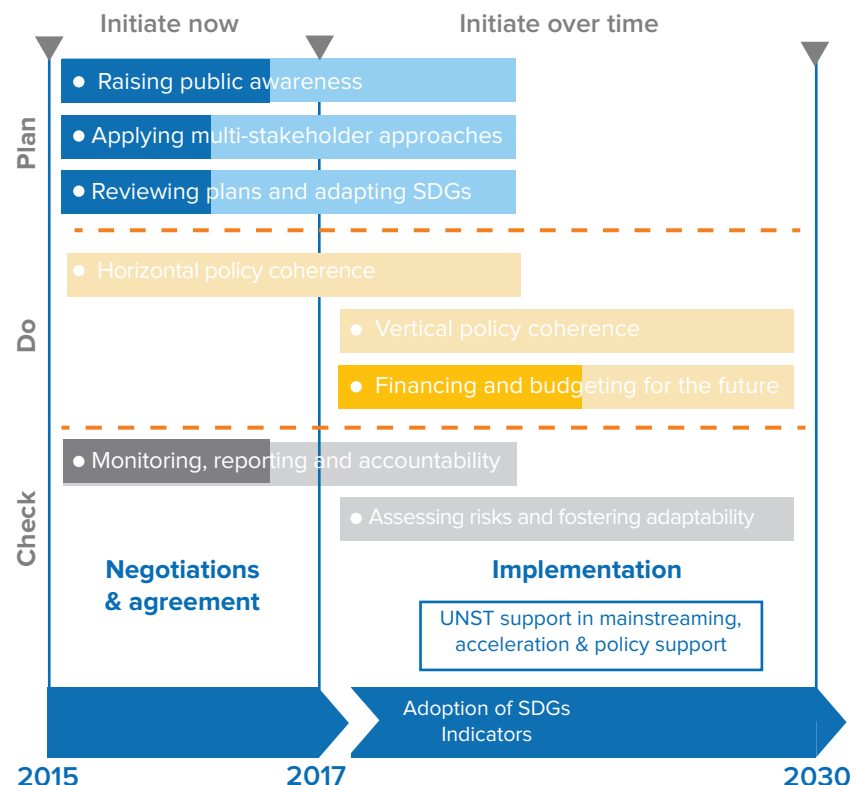 Initiate now
Initiate over time
Plan
• Raising public awareness
• Applying multi-stakeholder approaches
• Reviewing plans and adapting SDGs
Do
• Horizontal policy coherence
• Vertical policy coherence
• Financing and budgeting for the future
Check
• Monitoring, reporting and accountability
• Assessing risks and fostering adaptability
Negotiations
& agreement
Implementation
UNST support in mainstreaming,
acceleration & policy support
Adoption of SDGs
Indicators
2015
2017
2030